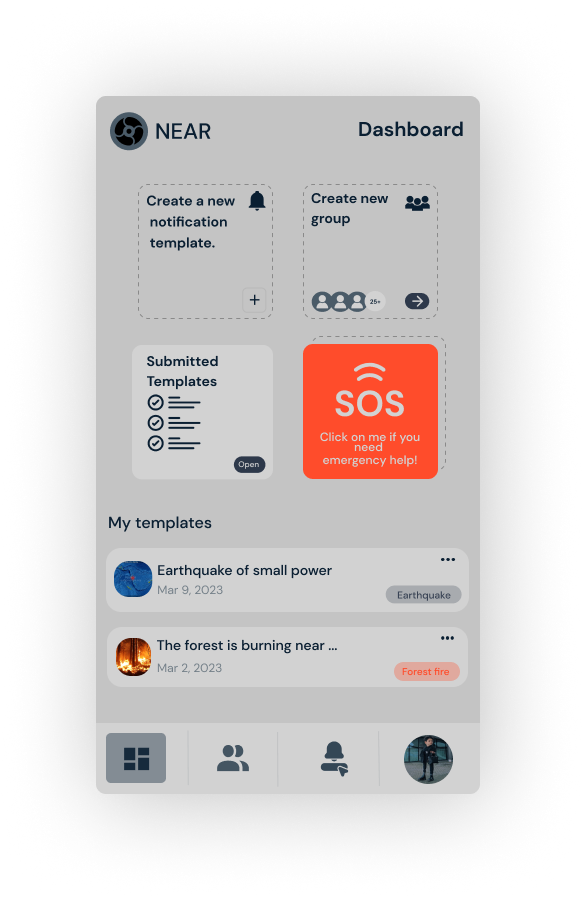 NEAR
Dashboard
Create a new
notification
template.
Create new
group
25+
Submitted
Templates
Open
SOS
Click on me if you
need
emergency help!
My templates
Earthquake of small power
Mar 9, 2023
Earthquake
The forest is burning near ...
Mar 2, 2023
Forest fire